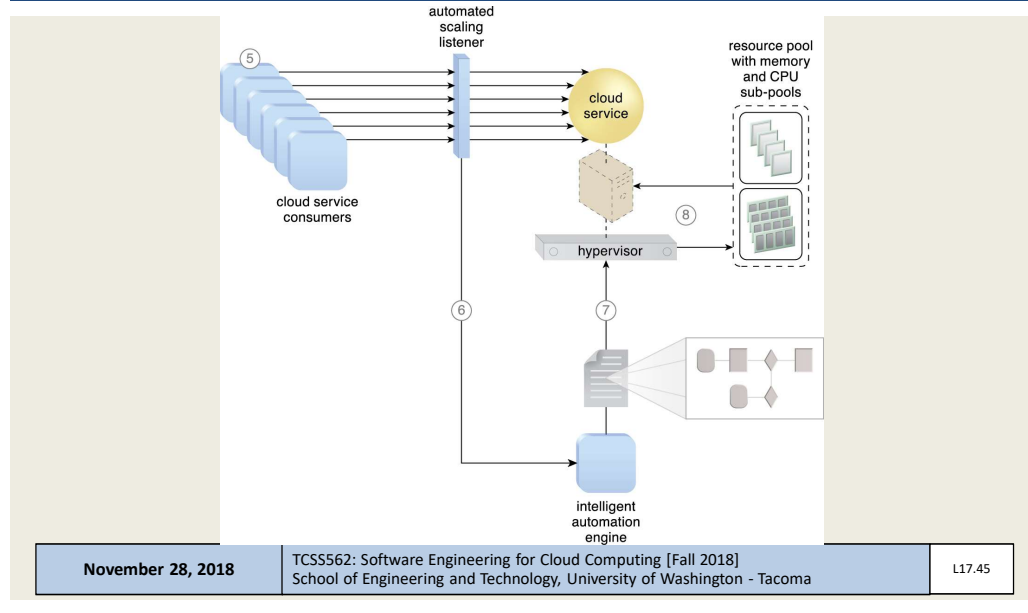 automated
scaling
listener
5
resource pool
with memory
and CPU
sub-pools
cloud
service
cloud service
consumers
8
hypervisor
6
7
intelligent
automation
engine
November 28, 2018
TCSS562: Software Engineering for Cloud Computing [Fall 2018]
School of Engineering and Technology, University of Washington - Tacoma
L17.45